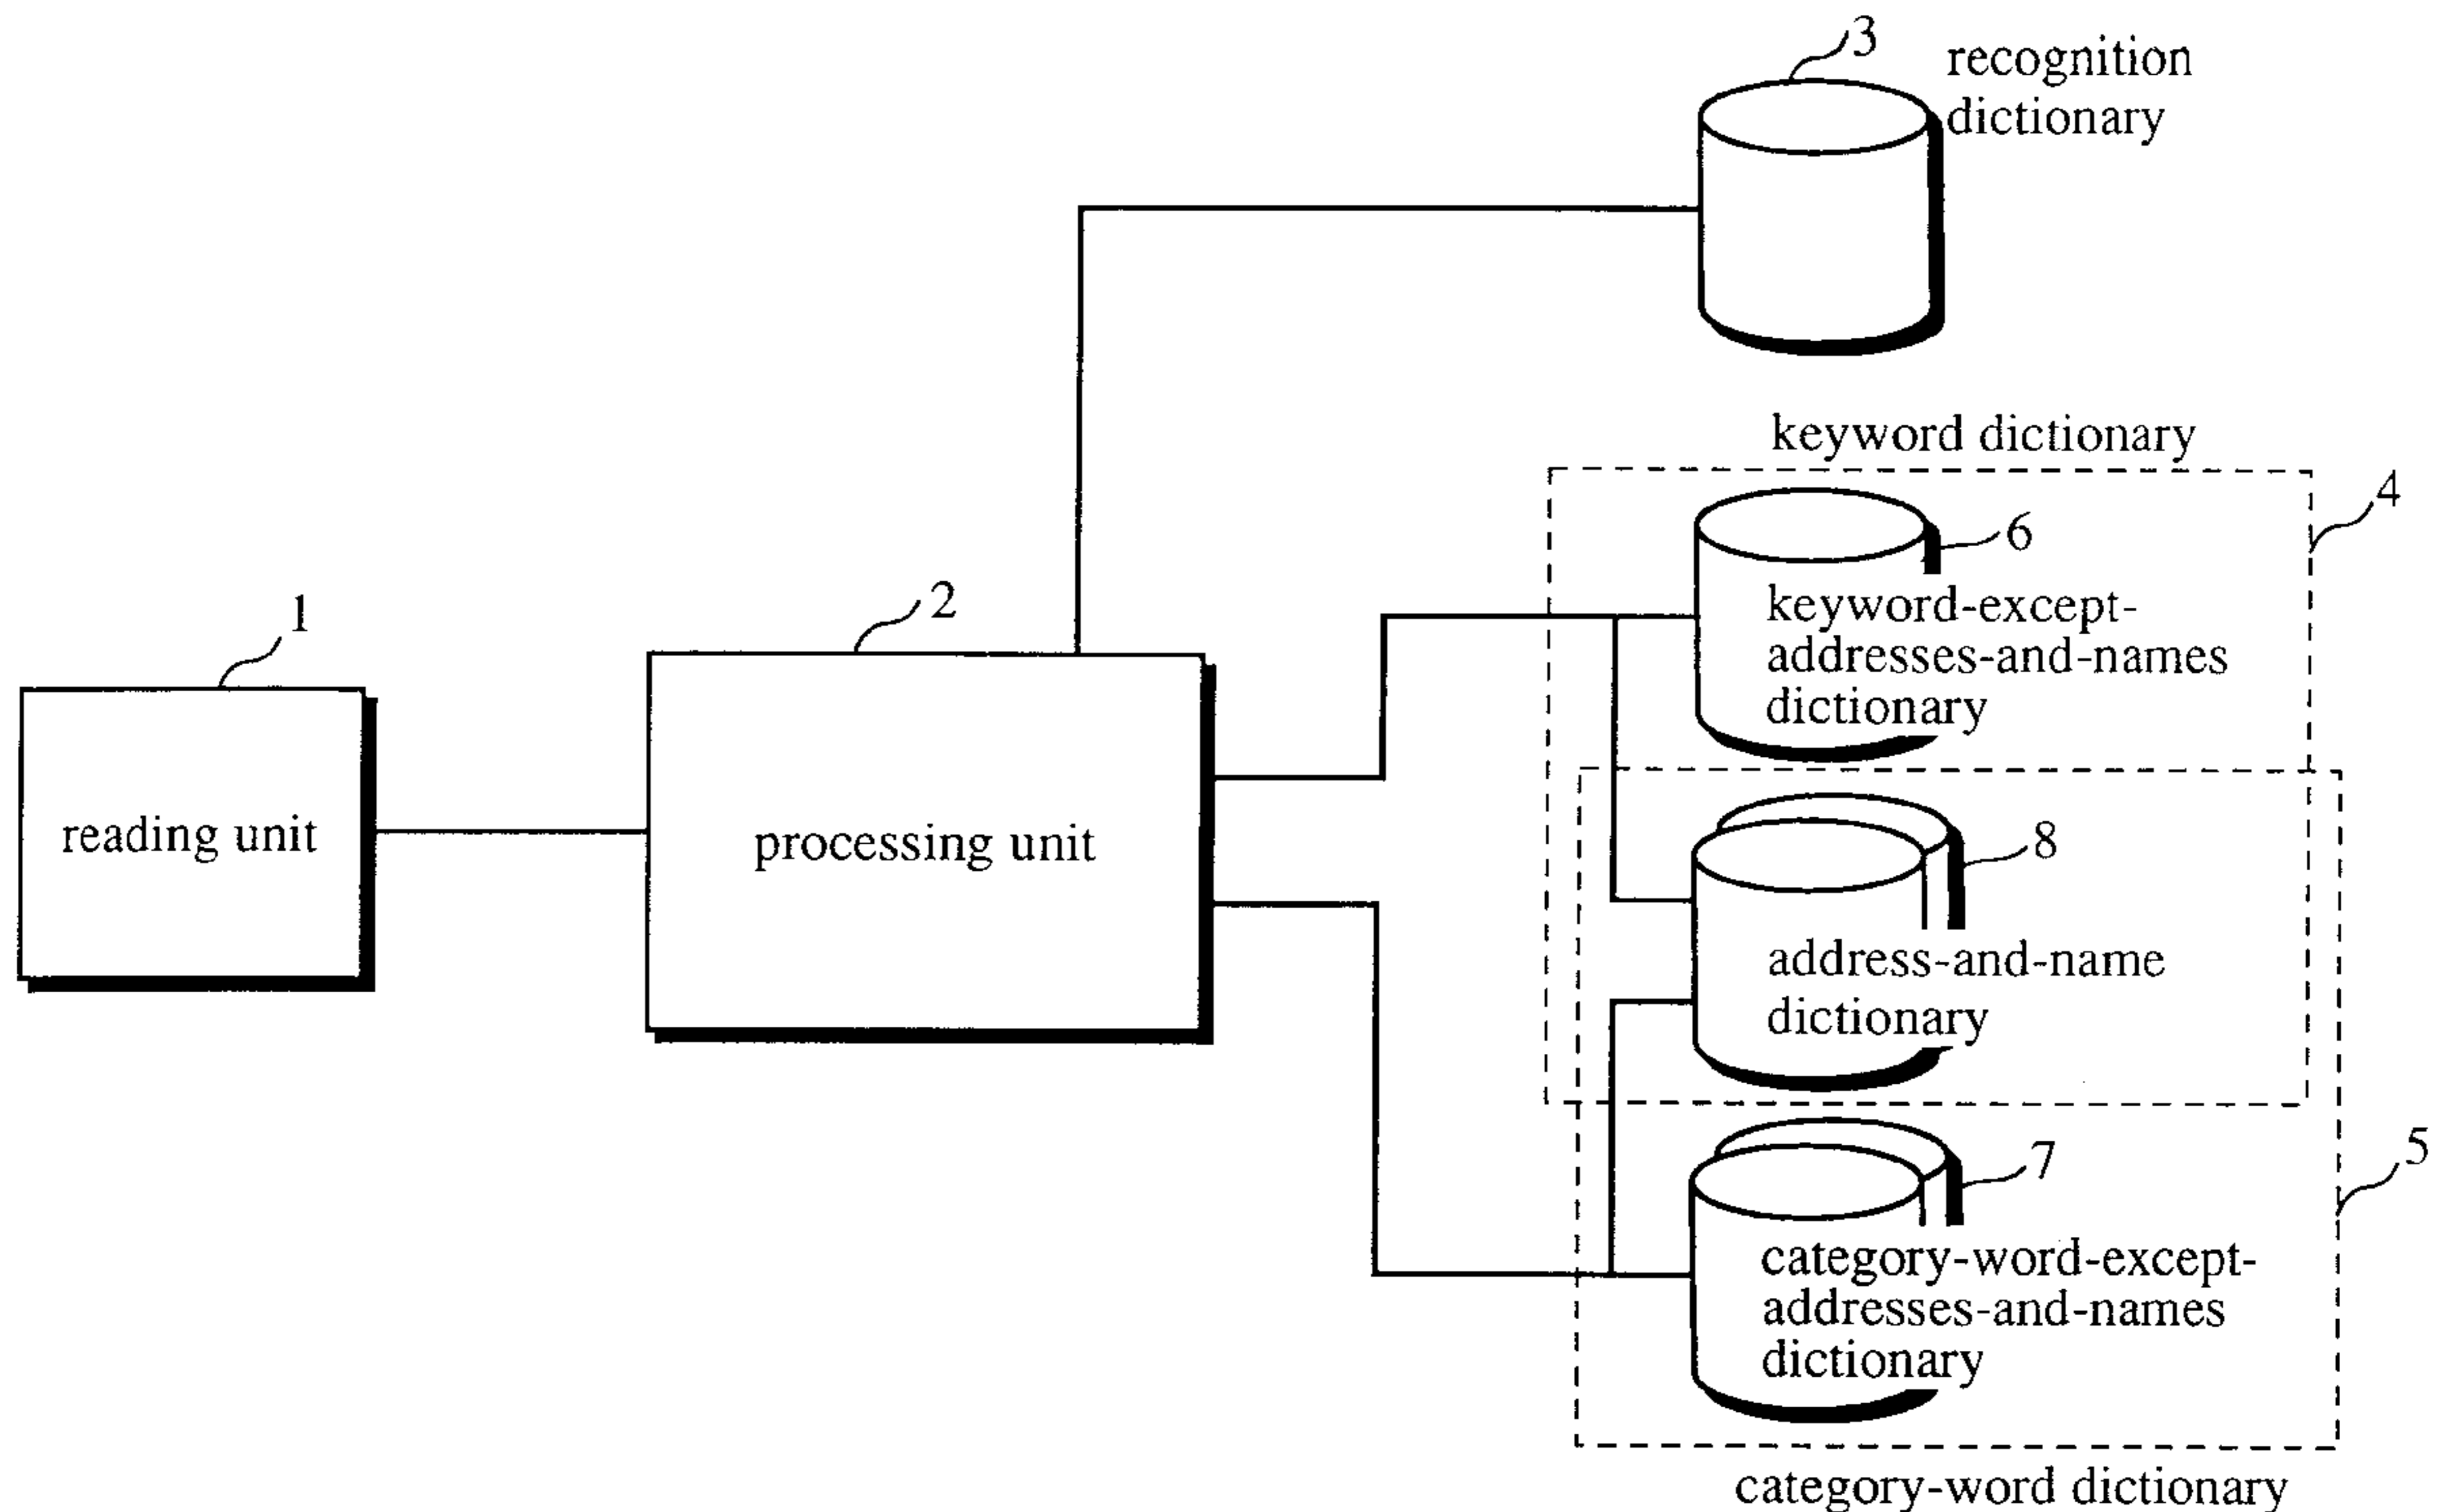 3
recognition
dictionary
keyword dictionary
4
6
keyword-except-
addresses-and-names
dictionary
1
2
reading unit
processing unit
8
address-and-name
dictionary
5
7
category-word-except-
addresses-and-names
dictionary
category-word dictionary